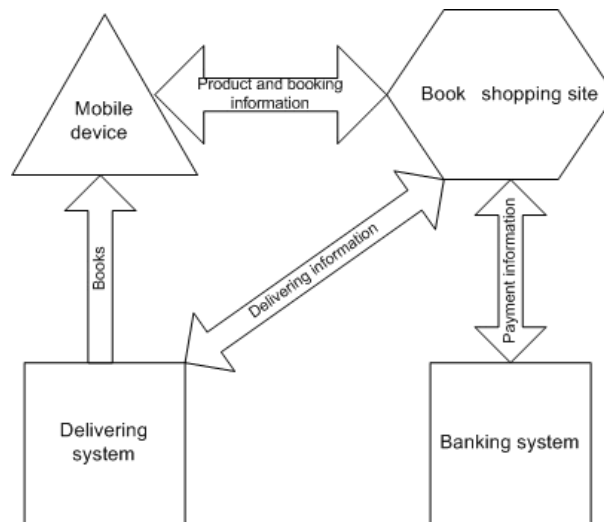 Mobile
device
Product and booking
information
Book shopping site
Books
Delivering information
Payment information
Delivering
system
Banking system